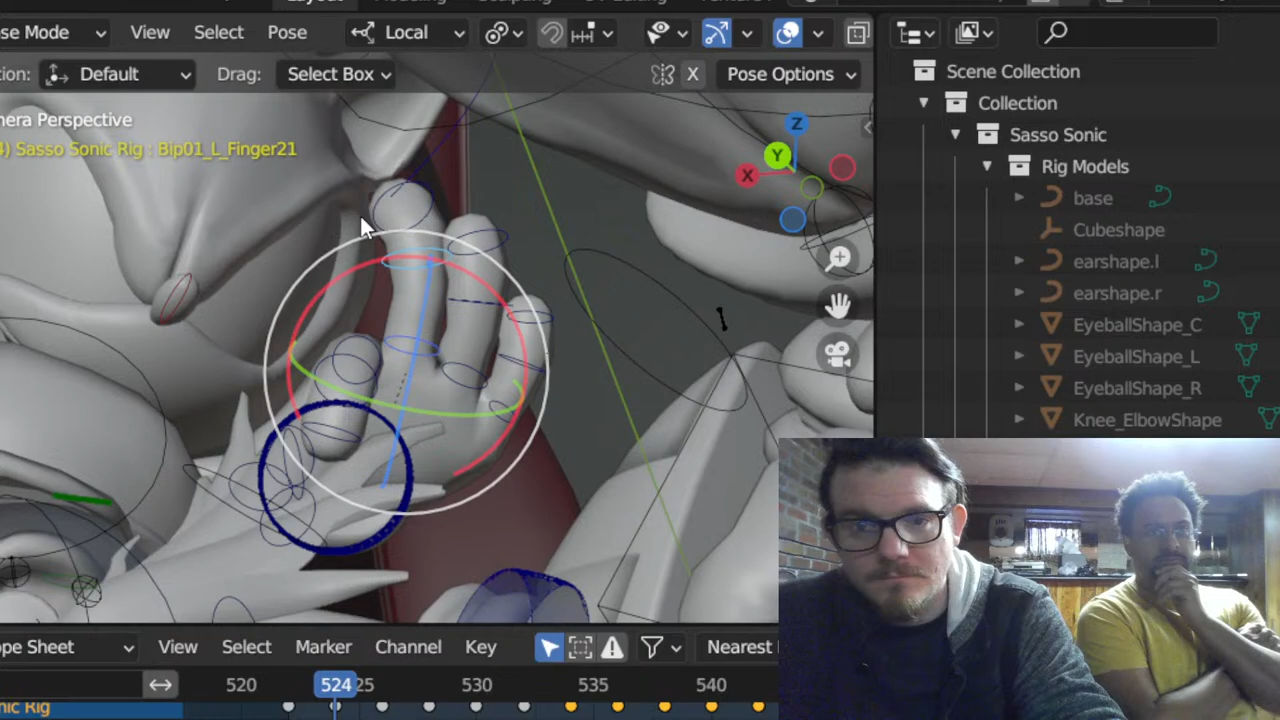 Layout
se Mode View Select Pose Local
ion: Default Drag: Select Box X Pose Options
nera Perspective
4) Sasso Sonic Rig : Bip01_L_Finger21
Z
Y
X
Scene Collection
Collection
Sasso Sonic
Rig Models
base
Cubeshape
earshape.l
earshape.r
EyeballShape_C
EyeballShape_L
EyeballShape_R
Knee_ElbowShape
ope Sheet View Select Marker Channel Key Nearest
520 524 25 530 535 540
nic Rig